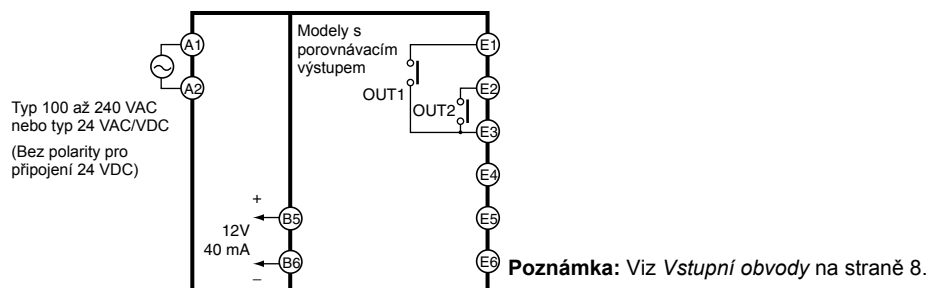 A1
A2
Typ 100 až 240 VAC
nebo typ 24 VAC/VDC
(Bez polarity pro
připojení 24 VDC)
+
12V
40 mA
–
B5
B6
Modely s
porovnávacím
výstupem
OUT1
OUT2
E1
E2
E3
E4
E5
E6
Poznámka: Viz Vstupní obvody na straně 8.